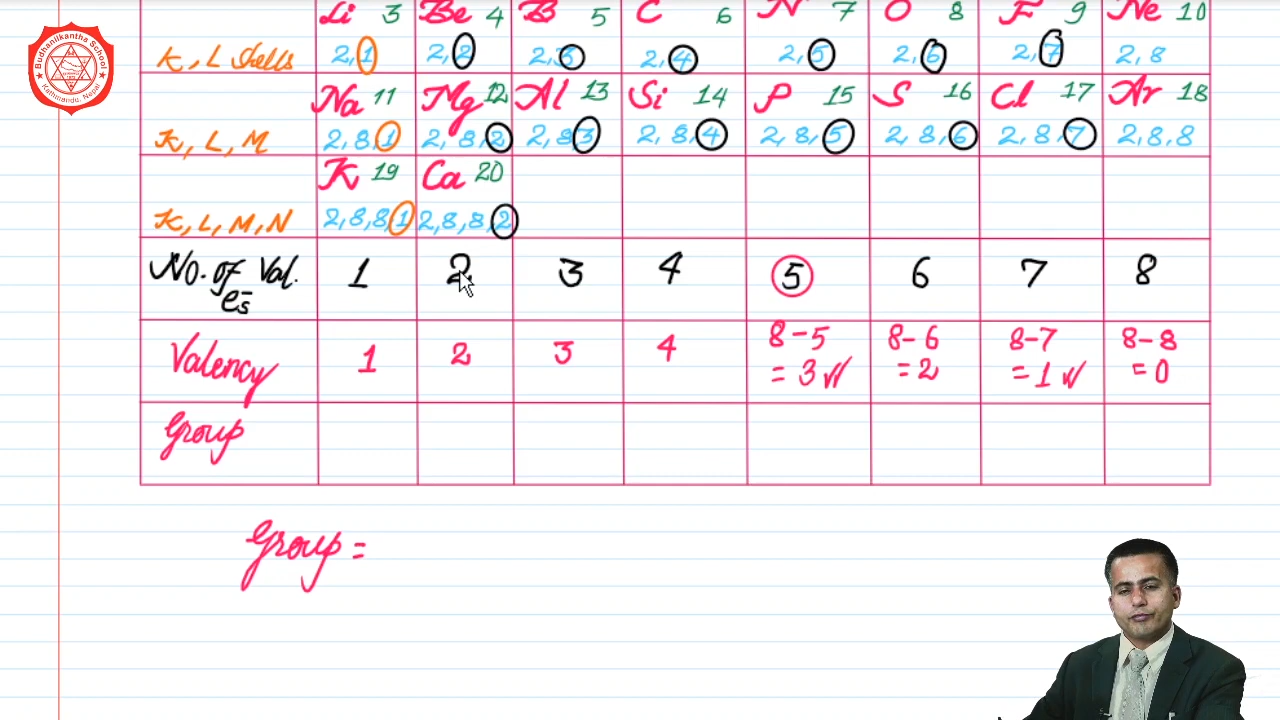 Li 3 Be 4 B 5 C 6 N 7 O 8 F 9 Ne 10
K, L Shells 2,1 2,2 2,3 2,4 2,5 2,6 2,7 2,8
Na 11 Mg 12 Al 13 Si 14 P 15 S 16 Cl 17 Ar 18
K, L, M 2,8,1 2,8,2 2,8,3 2,8,4 2,8,5 2,8,6 2,8,7 2,8,8
K 19 Ca 20
K, L, M, N 2,8,8,1 2,8,8,2
No. of Val. 1 2 3 4 5 6 7 8
e⁻s
Valency 1 2 3 4 8-5 8-6 8-7 8-8
= 3 = 2 = 1 = 0
Group
Group =
Budhanilkantha School
Kathmandu, Nepal